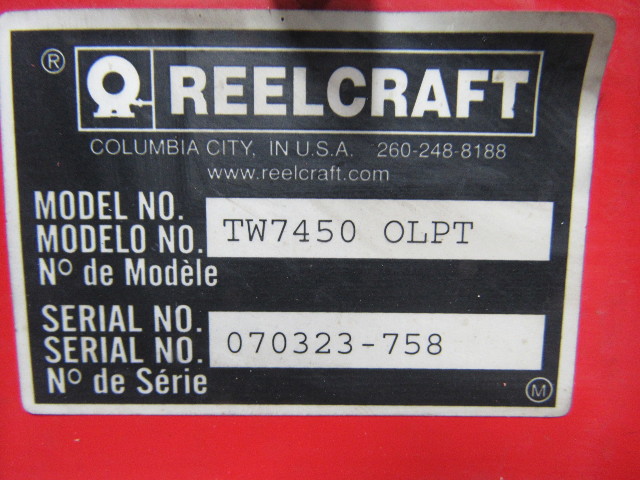 ® REELCRAFT
COLUMBIA CITY, IN U.S.A. 260-248-8188
www.reelcraft.com
MODEL NO.
MODELO NO. TW7450 OLPT
Nº de Modèle
SERIAL NO.
SERIAL NO. 070323-758
Nº de Série
M